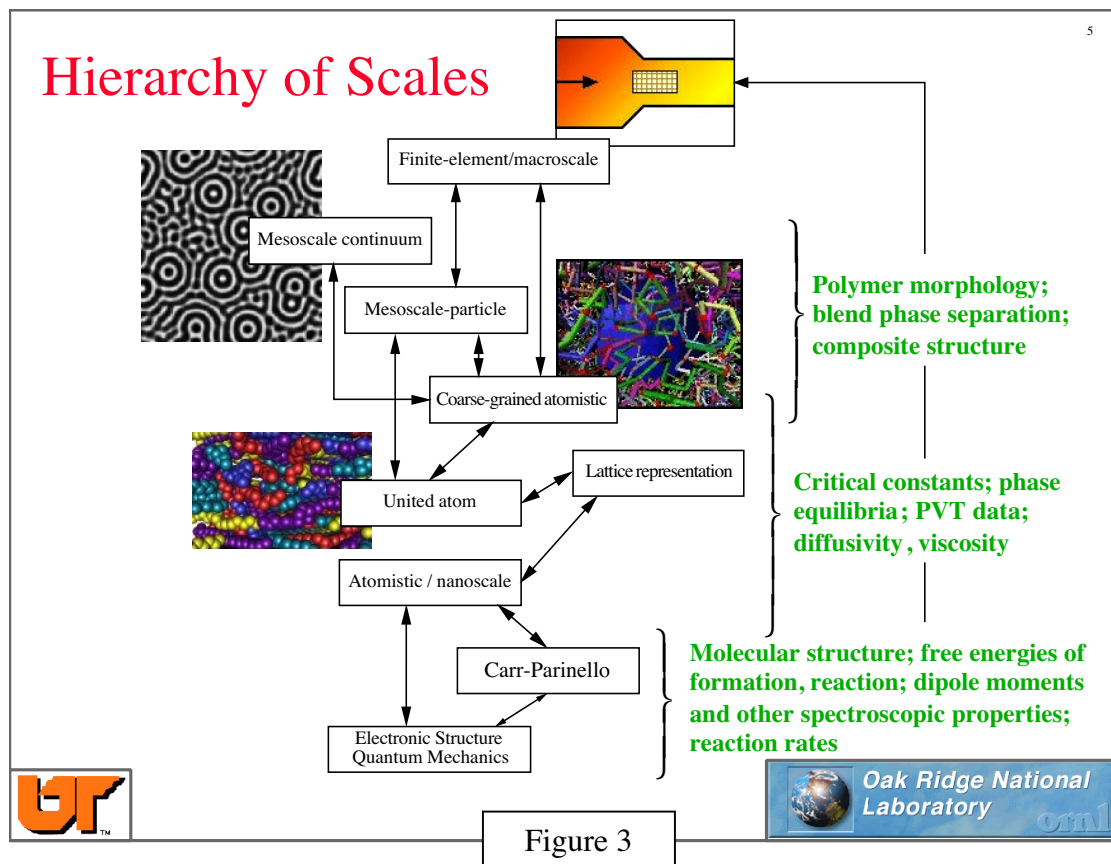 5
Hierarchy of Scales
Finite-element/macroscale
Mesoscale continuum
Mesoscale-particle
Polymer morphology;
blend phase separation;
composite structure
Coarse-grained atomistic
Lattice representation
United atom
Critical constants; phase
equilibria; PVT data;
diffusivity, viscosity
Atomistic / nanoscale
Carr-Parinello
Molecular structure; free energies of
formation, reaction; dipole moments
and other spectroscopic properties;
reaction rates
Electronic Structure
Quantum Mechanics
UT
TM
Oak Ridge National
Laboratory
ornl
Figure 3